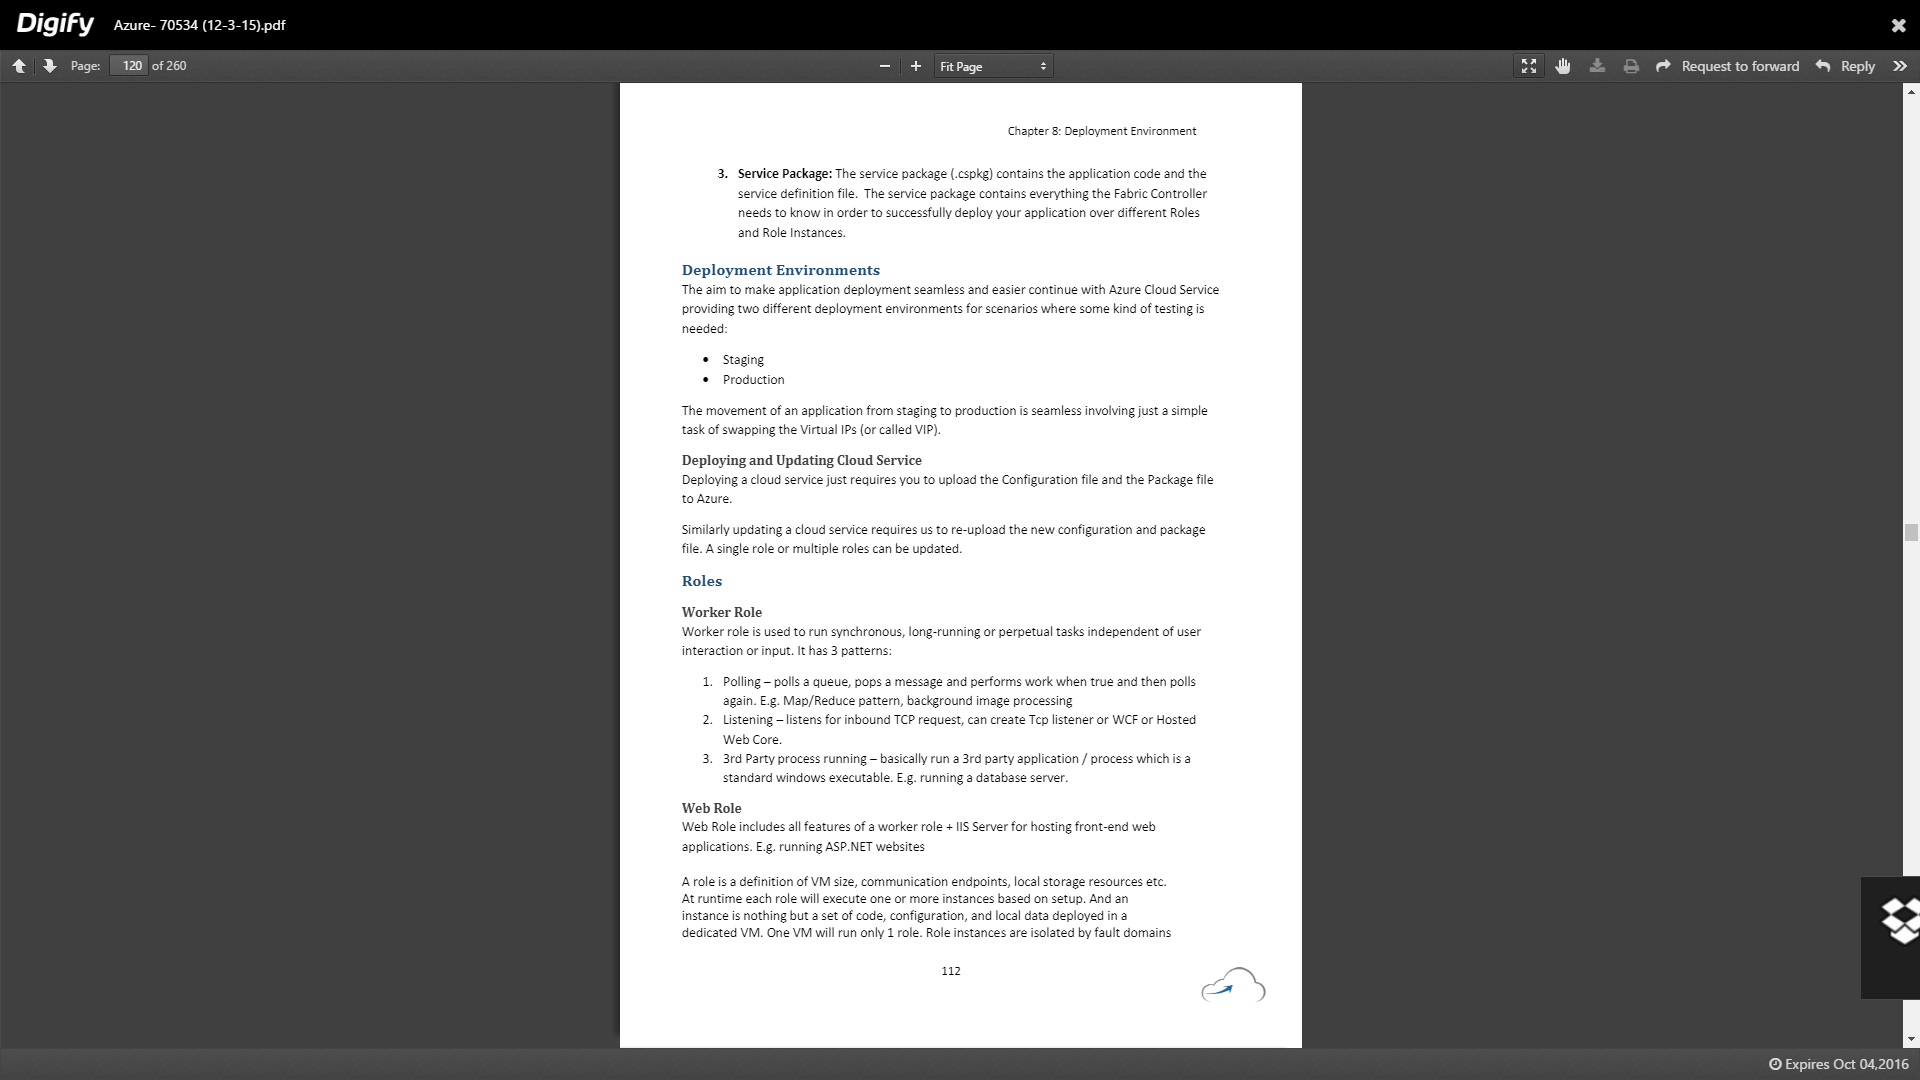 Digify Azure- 70534 (12-3-15).pdf
Page: 120 of 260 Fit Page Request to forward Reply
Chapter 8: Deployment Environment
3. Service Package: The service package (.cspkg) contains the application code and the
service definition file. The service package contains everything the Fabric Controller
needs to know in order to successfully deploy your application over different Roles
and Role Instances.
Deployment Environments
The aim to make application deployment seamless and easier continue with Azure Cloud Service
providing two different deployment environments for scenarios where some kind of testing is
needed:
• Staging
• Production
The movement of an application from staging to production is seamless involving just a simple
task of swapping the Virtual IPs (or called VIP).
Deploying and Updating Cloud Service
Deploying a cloud service just requires you to upload the Configuration file and the Package file
to Azure.
Similarly updating a cloud service requires us to re-upload the new configuration and package
file. A single role or multiple roles can be updated.
Roles
Worker Role
Worker role is used to run synchronous, long-running or perpetual tasks independent of user
interaction or input. It has 3 patterns:
1. Polling – polls a queue, pops a message and performs work when true and then polls
again. E.g. Map/Reduce pattern, background image processing
2. Listening – listens for inbound TCP request, can create Tcp listener or WCF or Hosted
Web Core.
3. 3rd Party process running – basically run a 3rd party application / process which is a
standard windows executable. E.g. running a database server.
Web Role
Web Role includes all features of a worker role + IIS Server for hosting front-end web
applications. E.g. running ASP.NET websites
A role is a definition of VM size, communication endpoints, local storage resources etc.
At runtime each role will execute one or more instances based on setup. And an
instance is nothing but a set of code, configuration, and local data deployed in a
dedicated VM. One VM will run only 1 role. Role instances are isolated by fault domains
112
Expires Oct 04,2016